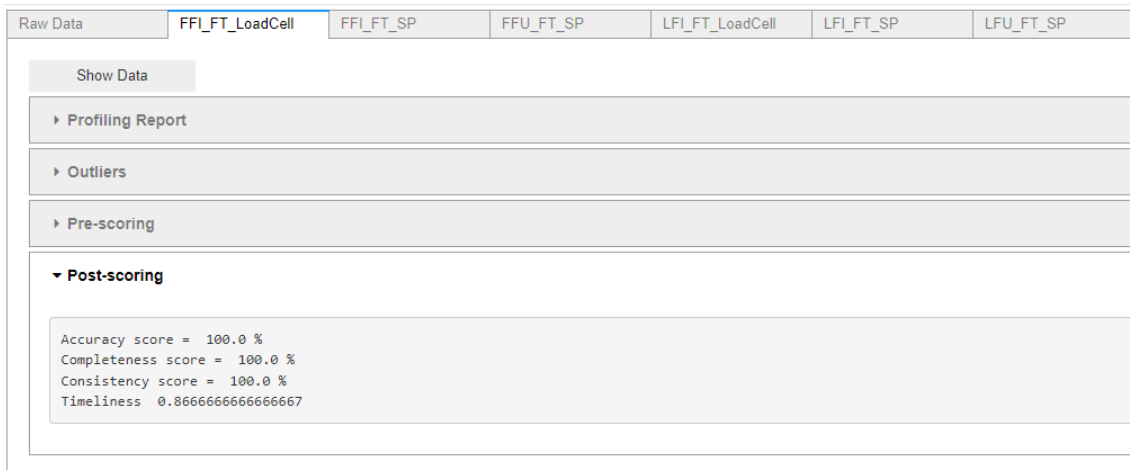 Raw Data FFI_FT_LoadCell FFI_FT_SP FFU_FT_SP LFI_FT_LoadCell LFI_FT_SP LFU_FT_SP
Show Data
Profiling Report
Outliers
Pre-scoring
Post-scoring
Accuracy score =  100.0 %
Completeness score =  100.0 %
Consistency score =  100.0 %
Timeliness  0.8666666666666667